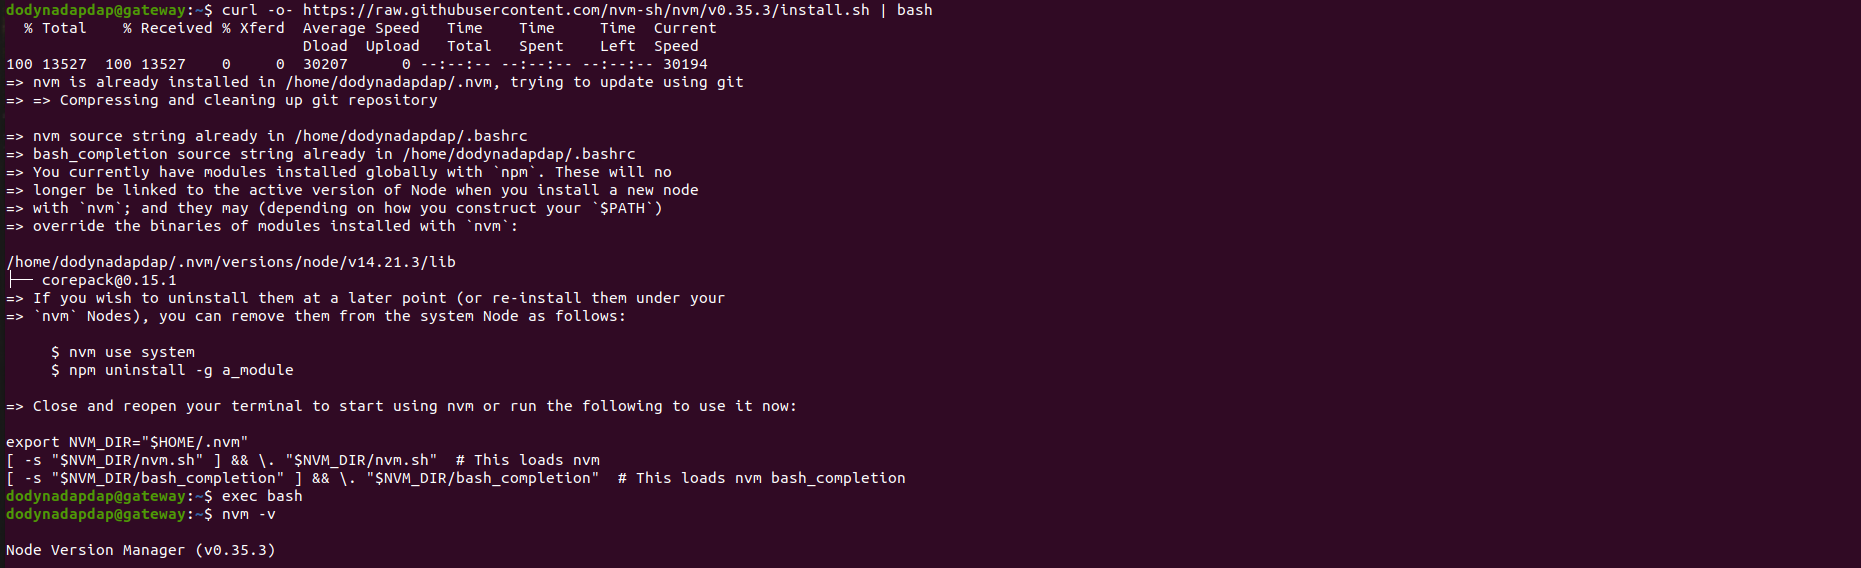 dodynadapdap@gateway:~$ curl -o- https://raw.githubusercontent.com/nvm-sh/nvm/v0.35.3/install.sh | bash
  % Total    % Received % Xferd  Average Speed   Time    Time     Time  Current
                                 Dload  Upload   Total   Spent    Left  Speed
100 13527  100 13527    0     0  30207      0 --:--:-- --:--:-- --:--:-- 30194
=> nvm is already installed in /home/dodynadapdap/.nvm, trying to update using git
=> => Compressing and cleaning up git repository

=> nvm source string already in /home/dodynadapdap/.bashrc
=> bash_completion source string already in /home/dodynadapdap/.bashrc
=> You currently have modules installed globally with `npm`. These will no
=> longer be linked to the active version of Node when you install a new node
=> with `nvm`; and they may (depending on how you construct your `$PATH`)
=> override the binaries of modules installed with `nvm`:

/home/dodynadapdap/.nvm/versions/node/v14.21.3/lib
├── corepack@0.15.1
=> If you wish to uninstall them at a later point (or re-install them under your
=> `nvm` Nodes), you can remove them from the system Node as follows:

     $ nvm use system
     $ npm uninstall -g a_module

=> Close and reopen your terminal to start using nvm or run the following to use it now:

export NVM_DIR="$HOME/.nvm"
[ -s "$NVM_DIR/nvm.sh" ] && \. "$NVM_DIR/nvm.sh"  # This loads nvm
[ -s "$NVM_DIR/bash_completion" ] && \. "$NVM_DIR/bash_completion"  # This loads nvm bash_completion
dodynadapdap@gateway:~$ exec bash
dodynadapdap@gateway:~$ nvm -v

Node Version Manager (v0.35.3)